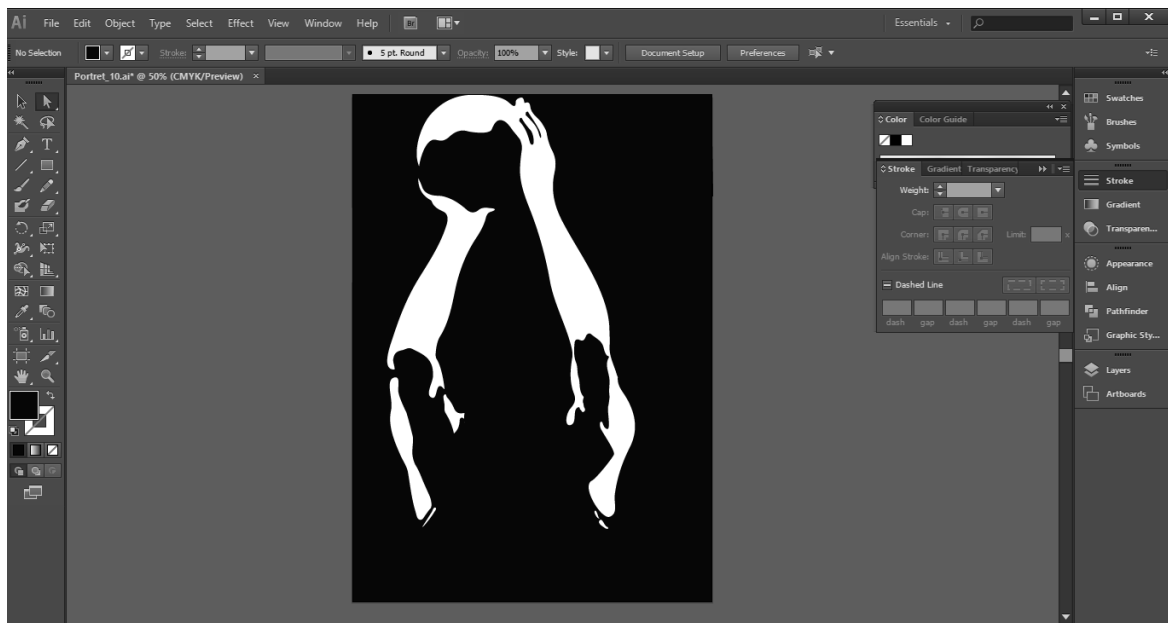 Ai File Edit Object Type Select Effect View Window Help Br Essentials
No Selection Stroke: 5 pt. Round Opacity: 100% Style: Document Setup Preferences
Portret_10.ai* @ 50% (CMYK/Preview) ×
Color Color Guide
Stroke Gradient Transparency
Weight:
Cap:
Corner: Limit: x
Align Stroke:
Dashed Line
dash gap dash gap dash gap
Swatches
Brushes
Symbols
Stroke
Gradient
Transparen...
Appearance
Align
Pathfinder
Graphic Sty...
Layers
Artboards